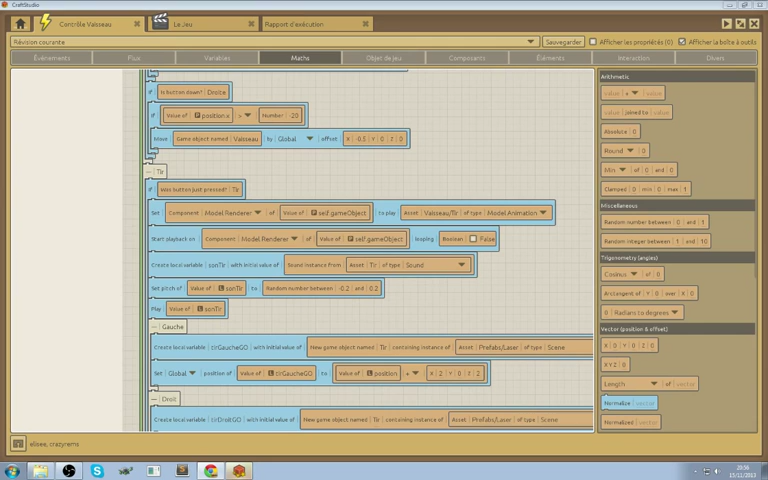 CraftStudio
Contrôle Vaisseau
Le Jeu
Rapport d'exécution
Révision courante
Sauvegarder
Afficher les propriétés (0)
Afficher la boîte à outils
Événements
Flux
Variables
Maths
Objet de jeu
Composants
Éléments
Interaction
Divers
If Is button down? Droite
If Value of position.x > Number -20
Move Game object named Vaisseau by Global offset X -0.5 Y 0 Z 0
Tir
If Was button just pressed? Tir
Set Component Model Renderer of Value of self.gameObject to play Asset Vaisseau/Tir of type Model Animation
Start playback on Component Model Renderer of Value of self.gameObject looping Boolean False
Create local variable sonTir with initial value of Sound instance from Asset Tir of type Sound
Set pitch of Value of sonTir to Random number between -0.2 and 0.2
Play Value of sonTir
Gauche
Create local variable tirGaucheGO with initial value of New game object named Tir containing instance of Asset Prefabs/Laser of type Scene
Set Global position of Value of tirGaucheGO to Value of position + X 2 Y 0 Z 2
Droit
Create local variable tirDroitGO with initial value of New game object named Tir containing instance of Asset Prefabs/Laser of type Scene
Arithmetic
value + value
value joined to value
Absolute 0
Round 0
Min of 0 and 0
Clamped 0 min 0 max 1
Miscellaneous
Random number between 0 and 1
Random integer between 1 and 10
Trigonometry (angles)
Cosinus of 0
Arctangent of Y 0 over X 0
0 Radians to degrees
Vector (position & offset)
X 0 Y 0 Z 0
XYZ 0
Length of vector
Normalize vector
Normalized vector
elisee, crazyrems
20:56
15/12/2013